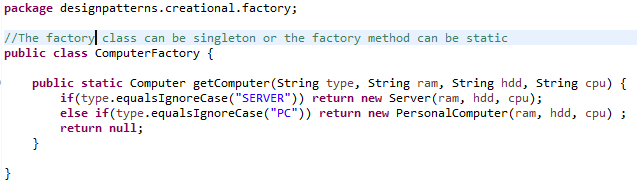 package designpatterns.creational.factory;
//The factory class can be singleton or the factory method can be static
public class ComputerFactory {
public static Computer getComputer(String type, String ram, String hdd, String cpu) {
if(type.equalsIgnoreCase("SERVER")) return new Server(ram, hdd, cpu);
else if(type.equalsIgnoreCase("PC")) return new PersonalComputer(ram, hdd, cpu) ;
return null;
}
}